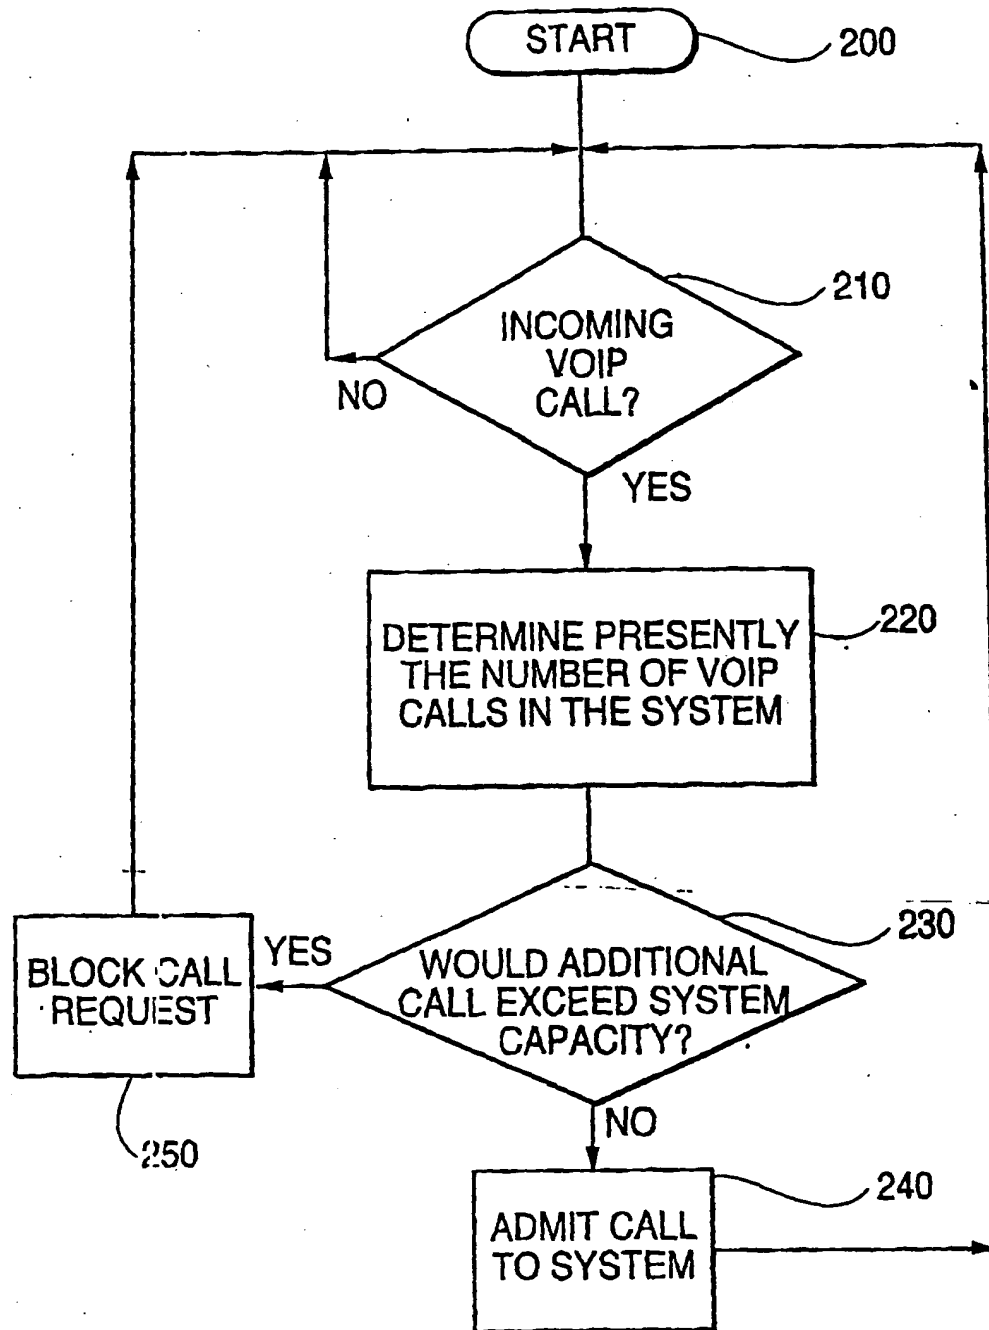 START
200
INCOMING
VOIP
CALL?
210
NO
YES
DETERMINE PRESENTLY
THE NUMBER OF VOIP
CALLS IN THE SYSTEM
220
WOULD ADDITIONAL
CALL EXCEED SYSTEM
CAPACITY?
230
YES
BLOCK CALL
REQUEST
250
NO
ADMIT CALL
TO SYSTEM
240